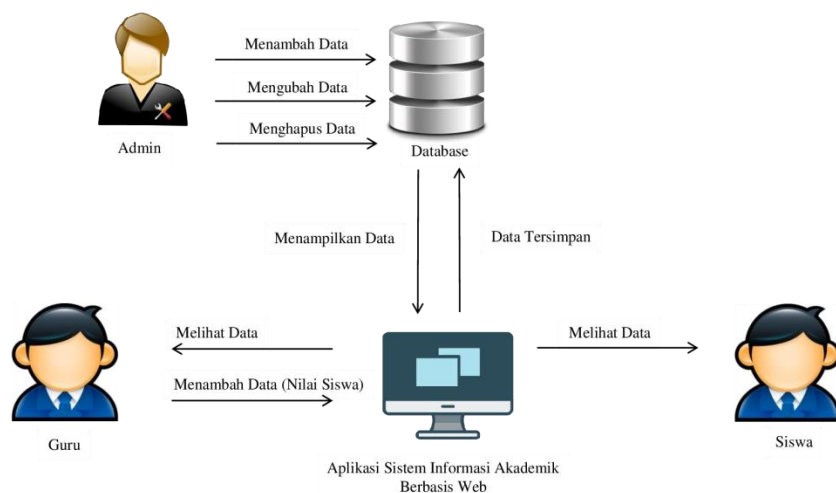 Menambah Data
Mengubah Data
Menghapus Data
Admin
Database
Menampilkan Data
Data Tersimpan
Melihat Data
Melihat Data
Menambah Data (Nilai Siswa)
Guru
Siswa
Aplikasi Sistem Informasi Akademik
Berbasis Web